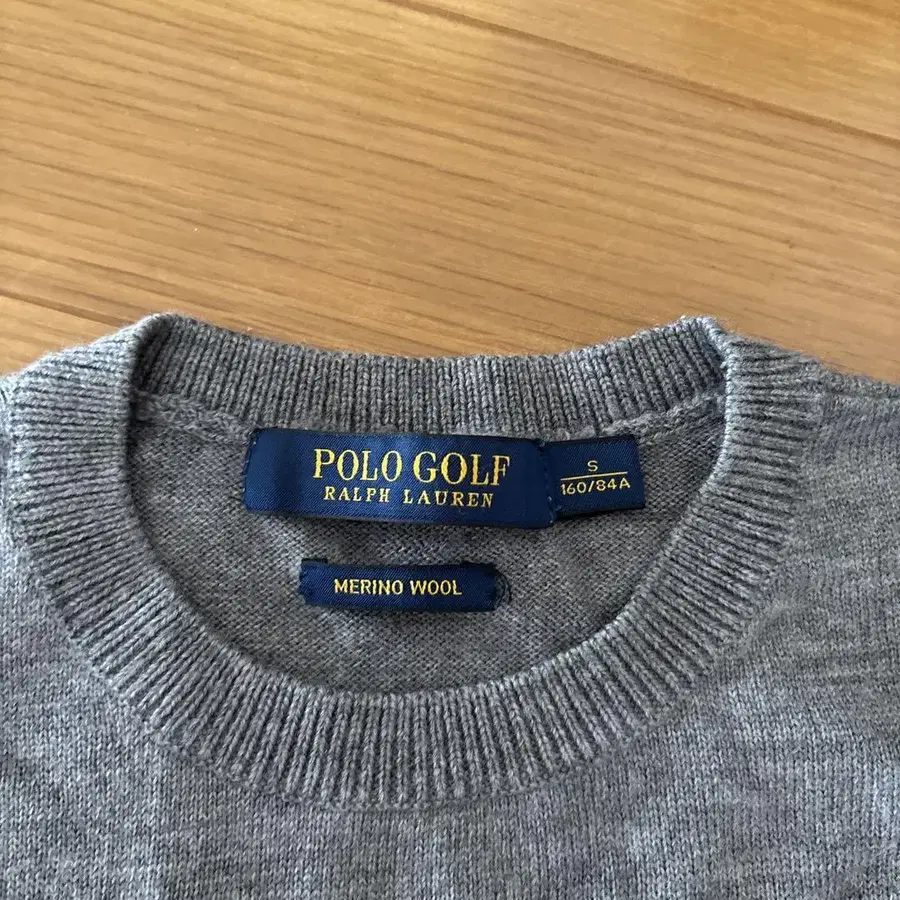 POLO GOLF
RALPH LAUREN
S
160/84A
MERINO WOOL